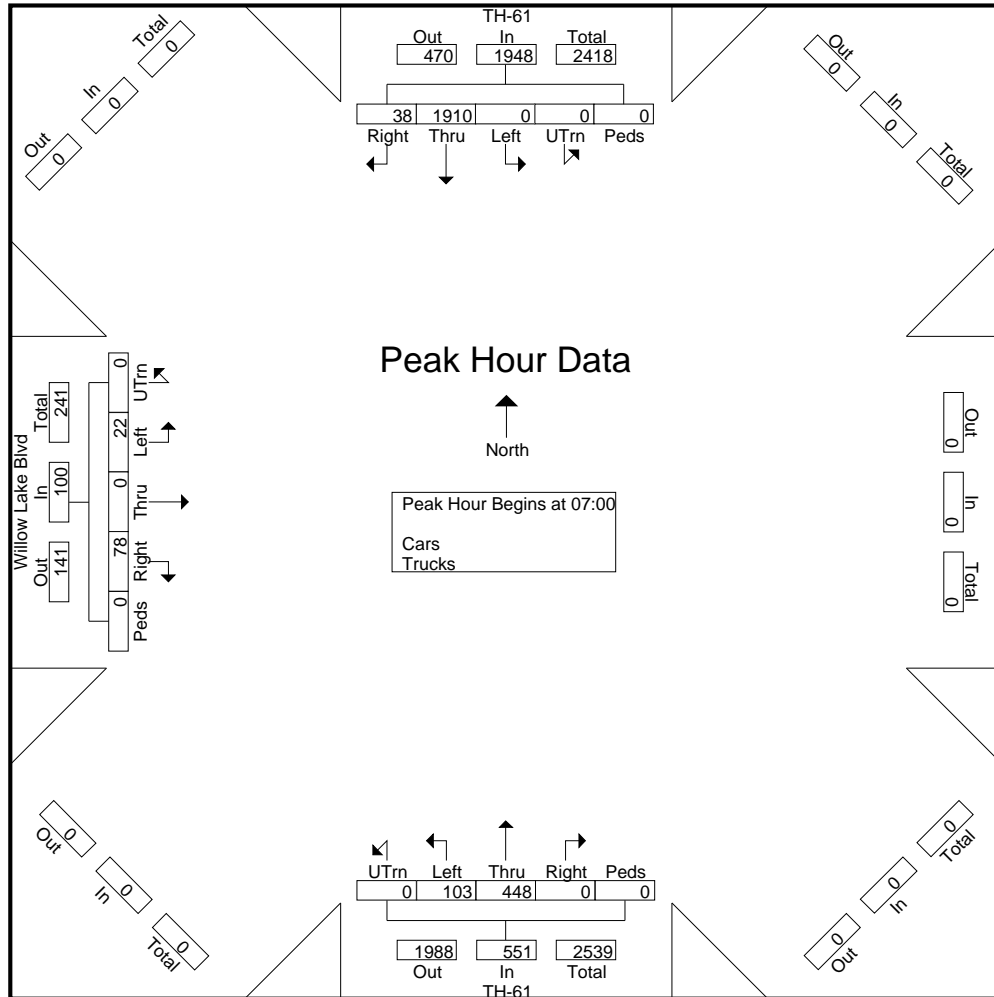 TH-61
Out In Total
470 1948 2418
38 1910 0 0 0
Right Thru Left UTrn Peds
Out In Total
0 0 0
Out In Total
0 0 0
Willow Lake Blvd
Out In Total
141 100 241
0 78 0 22 0
Peds Right Thru Left UTrn
Peak Hour Data
North
Peak Hour Begins at 07:00
Cars
Trucks
Out In Total
0 0 0
Out In Total
0 0 0
UTrn Left Thru Right Peds
0 103 448 0 0
1988 551 2539
Out In Total
TH-61
Out In Total
0 0 0